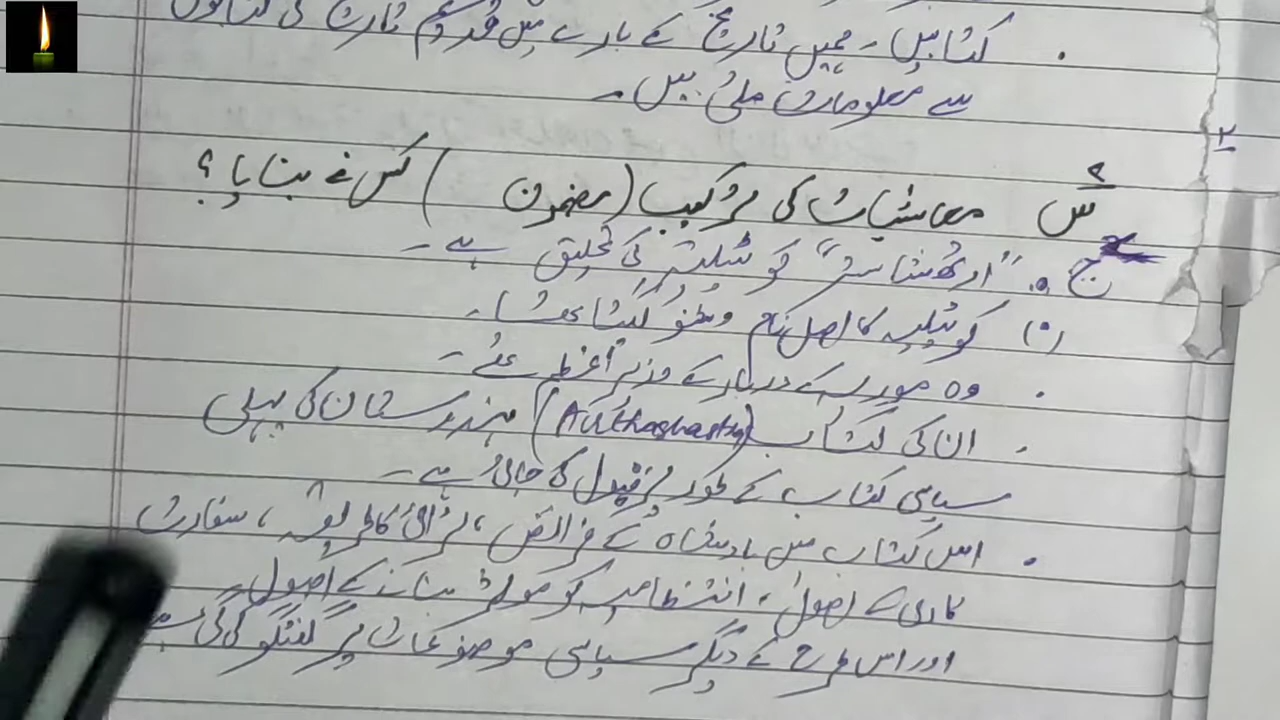 کتابیں۔ ہمیں تاریخ کے بارے میں قدیم تاریخ کی کتابوں
سے معلومات ملتی ہیں۔
۲
س معاشیات کی ترکیب (مضمون) کس نے بنایا؟
ج "ارتھشاستر" کوٹلیہ کی تخلیق ہے۔
(۱) کوٹلیہ کا اصل نام وشنو گپتا تھا۔
وہ موریہ کے دربار کے وزیر اعظم تھے۔
ان کی کتاب (Arthashastra) ہندوستان کی پہلی
سیاسی کتاب کے طور پر قبول کی جاتی ہے۔
اس کتاب میں بادشاہ کے فرائض، لڑائی کا طریقہ، سفارت
کاری کے اصول، انتظامیہ کو موثر بنانے کے اصول
اور اس طرح کے دیگر سیاسی موضوعات پر گفتگو کی گئی ہے